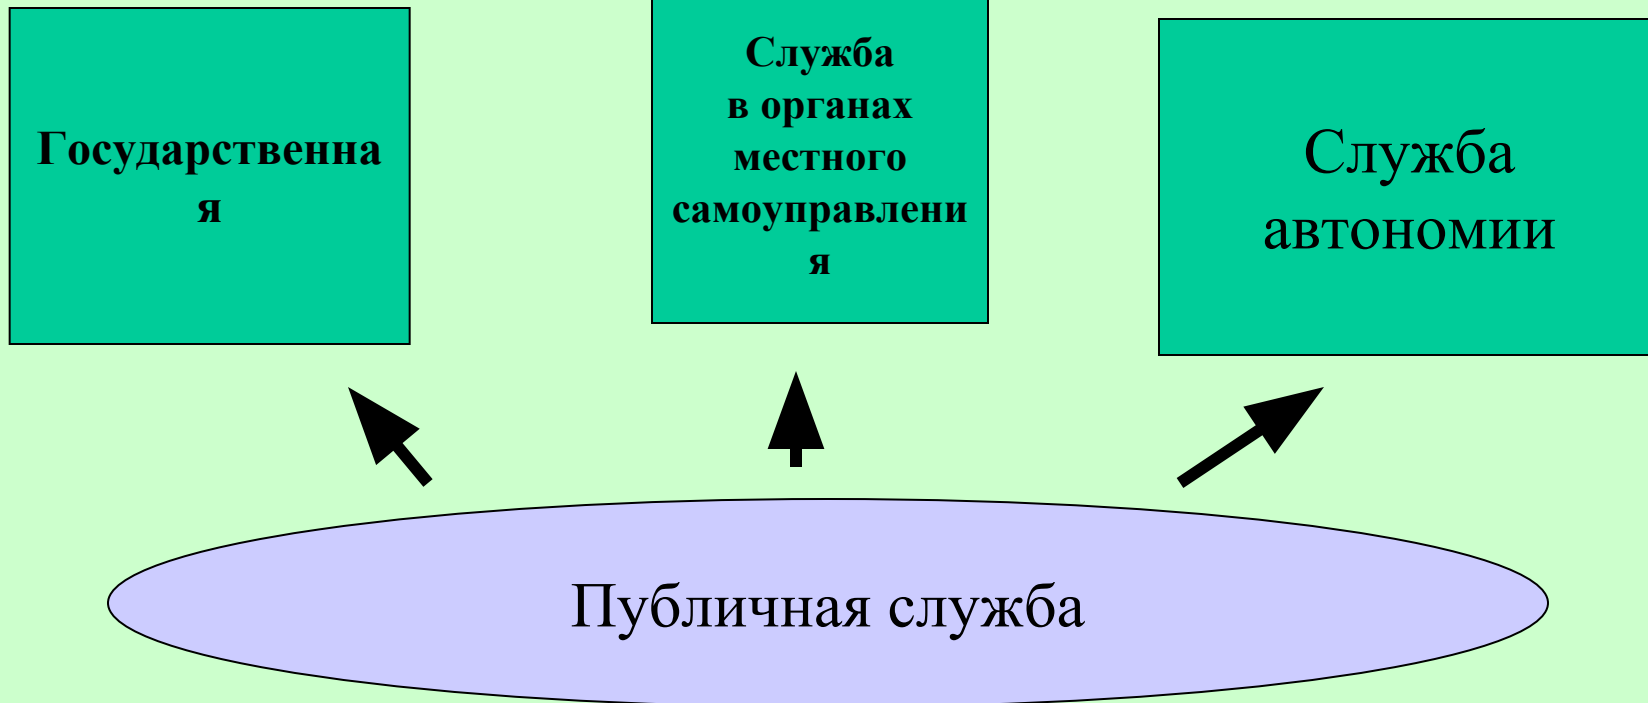 Государственна
я
Служба
в органах
местного
самоуправлени
я
Служба
автономии
Публичная служба